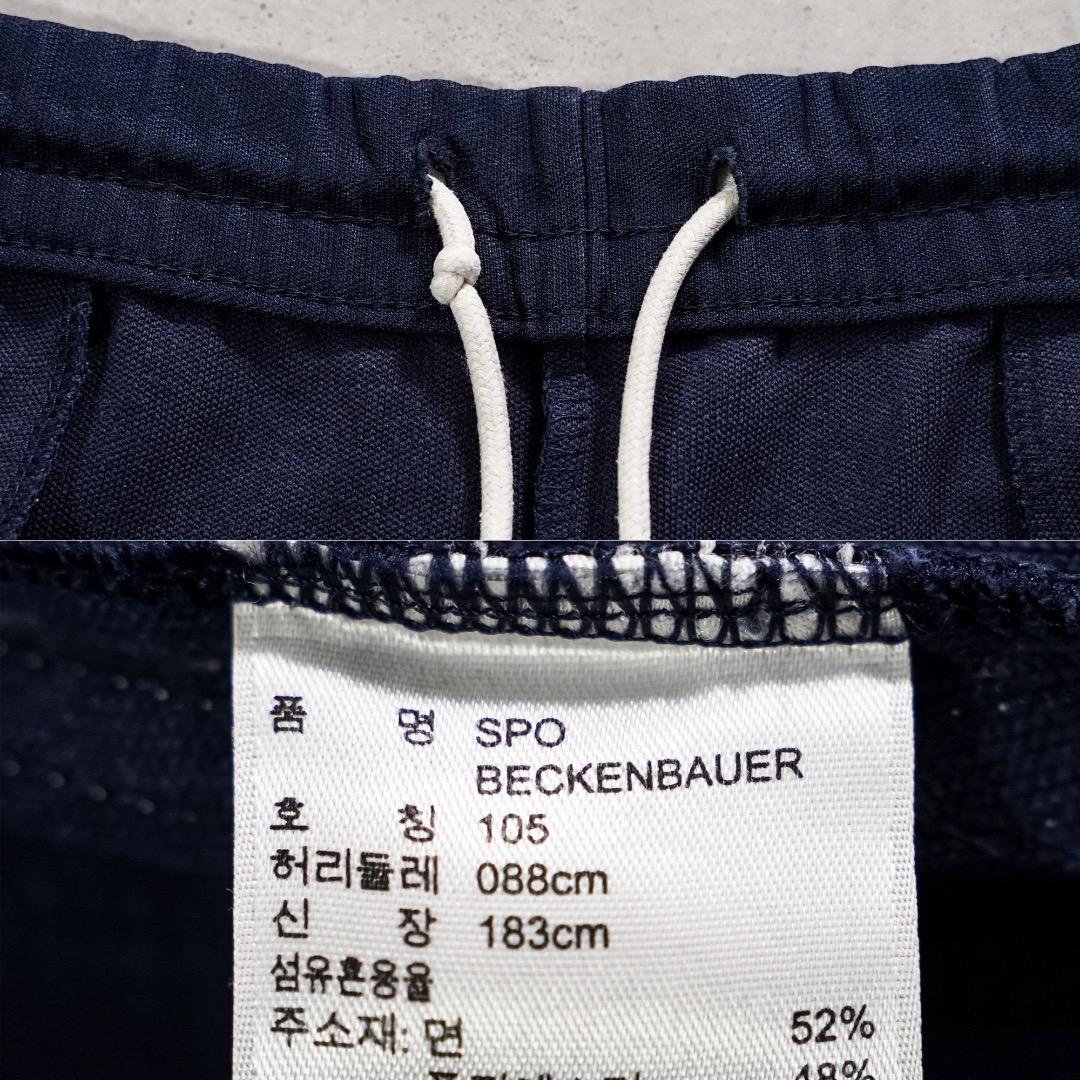 품 명 SPO
BECKENBAUER
호 칭 105
허리둘레 088cm
신 장 183cm
섬유혼용율
주소재: 면 52%
48%